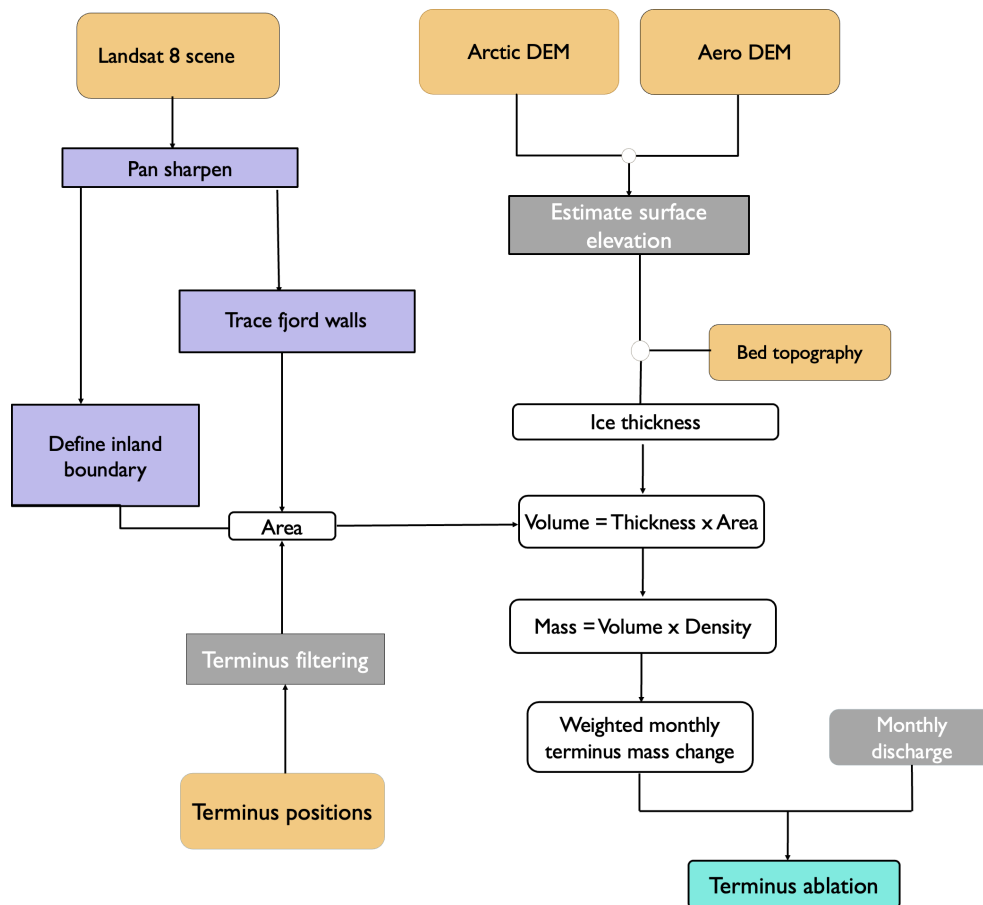 Landsat 8 scene
Arctic DEM
Aero DEM
Pan sharpen
Estimate surface
elevation
Trace fjord walls
Bed topography
Define inland
boundary
Ice thickness
Area
Volume = Thickness x Area
Mass = Volume x Density
Terminus filtering
Weighted monthly
terminus mass change
Monthly
discharge
Terminus positions
Terminus ablation